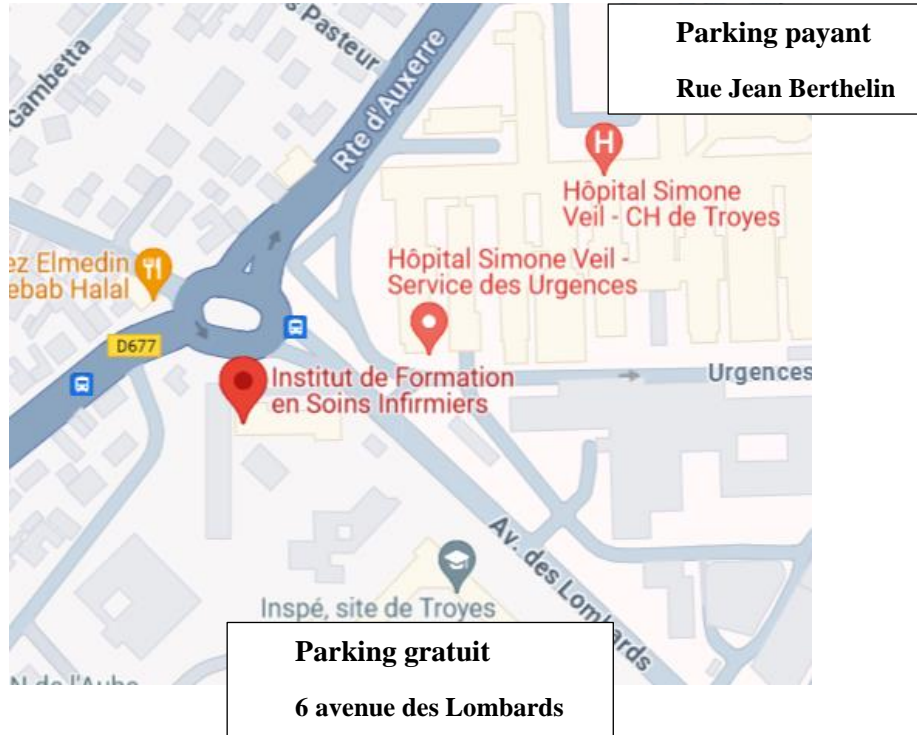 Parking payant
Rue Jean Berthelin
Pasteur
Gambetta
Rte d'Auxerre
H
Hôpital Simone
Veil - CH de Troyes
Hôpital Simone Veil -
Service des Urgences
ez Elmedin
ebab Halal
D677
Urgences
Institut de Formation
en Soins Infirmiers
Av. des Lombards
Inspé, site de Troyes
Parking gratuit
6 avenue des Lombards